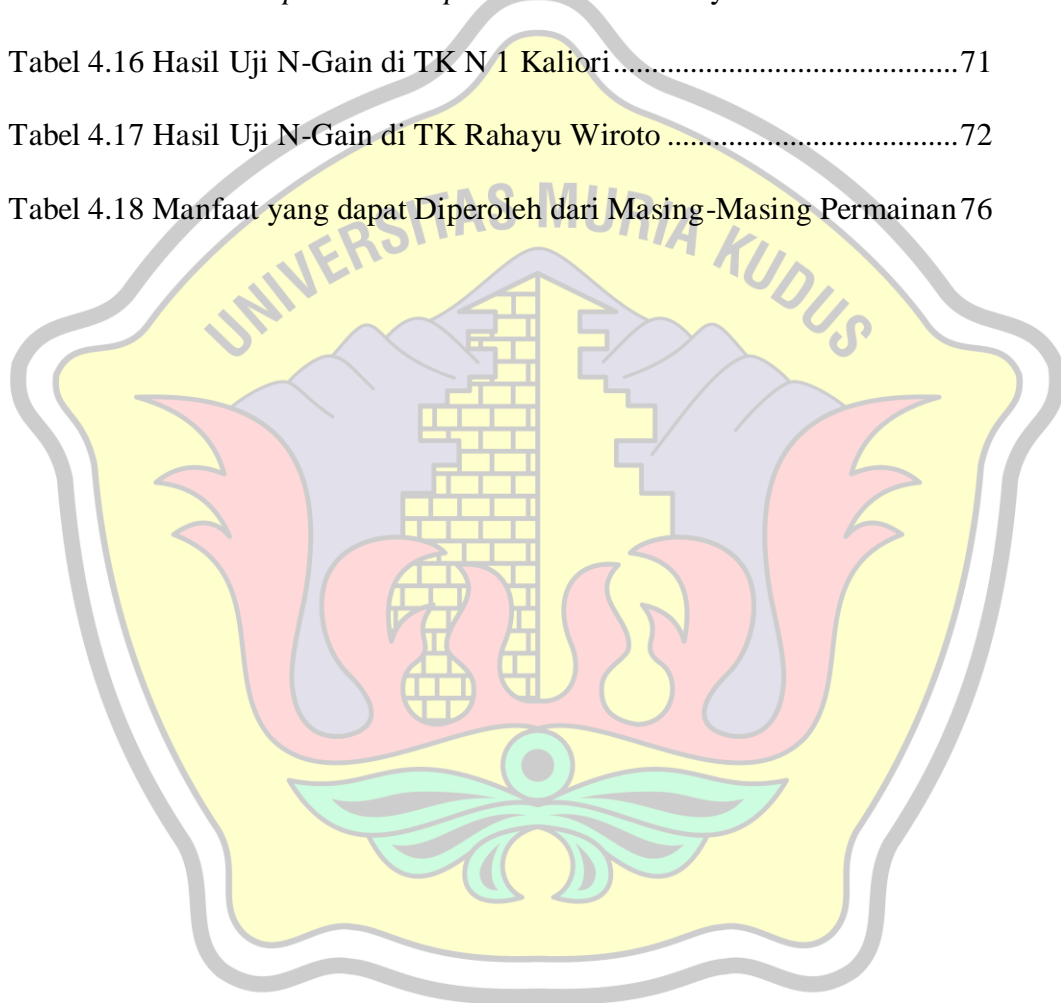 Tabel 4.16 Hasil Uji N-Gain di TK N 1 Kaliori............................................71
Tabel 4.17 Hasil Uji N-Gain di TK Rahayu Wiroto .....................................72
Tabel 4.18 Manfaat yang dapat Diperoleh dari Masing-Masing Permainan 76
UNIVERSITAS MURIA KUDUS